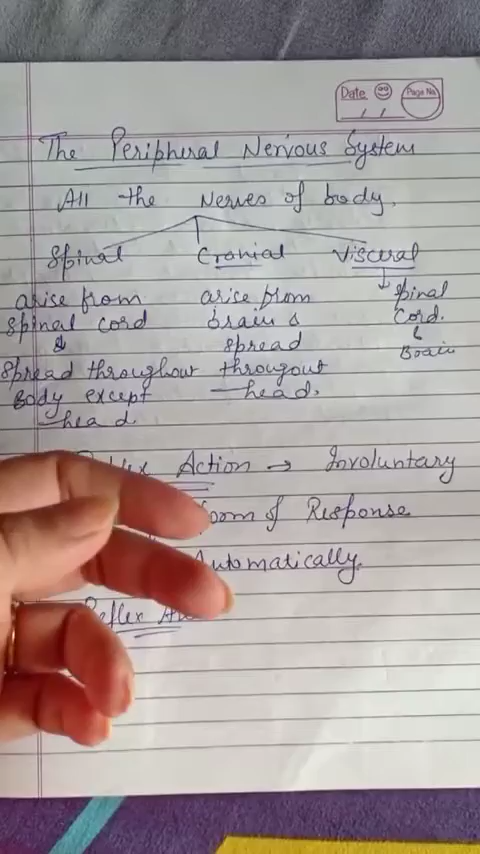 Date
Page No.
The Peripheral Nervous System
All the Nerves of body.
Spinal Cranial Visceral
arise from arise from Spinal
Spinal cord brain & Cord.
& spread & Brain
Spread throughout througout
Body except head.
head.
Action → Involuntary
form of Response
Automatically.
Reflex